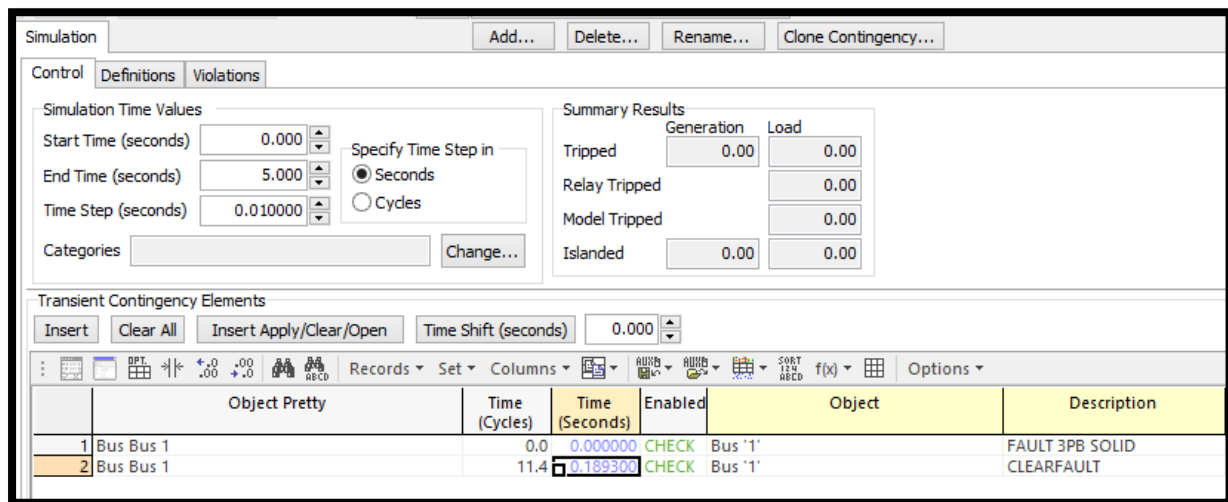 Simulation Add... Delete... Rename... Clone Contingency...
Control Definitions Violations
Simulation Time Values
Start Time (seconds) 0.000
End Time (seconds) 5.000
Time Step (seconds) 0.010000
Specify Time Step in
Seconds
Cycles
Categories Change...
Summary Results
Generation Load
Tripped 0.00 0.00
Relay Tripped 0.00
Model Tripped 0.00
Islanded 0.00 0.00
Transient Contingency Elements
Insert Clear All Insert Apply/Clear/Open Time Shift (seconds) 0.000
Records Set Columns AUXB AUXB SORT 124 ABED f(x) Options
Object Pretty Time (Cycles) Time (Seconds) Enabled Object Description
1 Bus Bus 1 0.0 0.000000 CHECK Bus '1' FAULT 3PB SOLID
2 Bus Bus 1 11.4 0.189300 CHECK Bus '1' CLEARFAULT